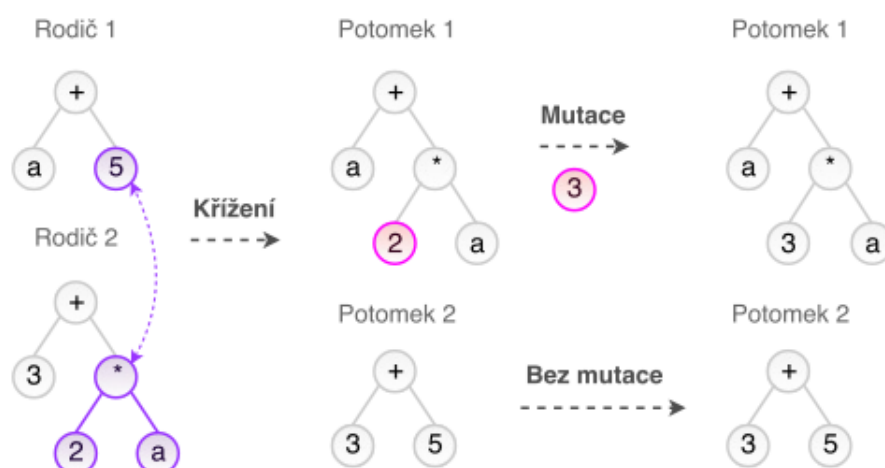 Rodič 1
+
a 5
Rodič 2
+
3 *
2 a
Křížení
Potomek 1
+
a *
2 a
Mutace
3
Potomek 1
+
a *
3 a
Potomek 2
+
3 5
Bez mutace
Potomek 2
+
3 5